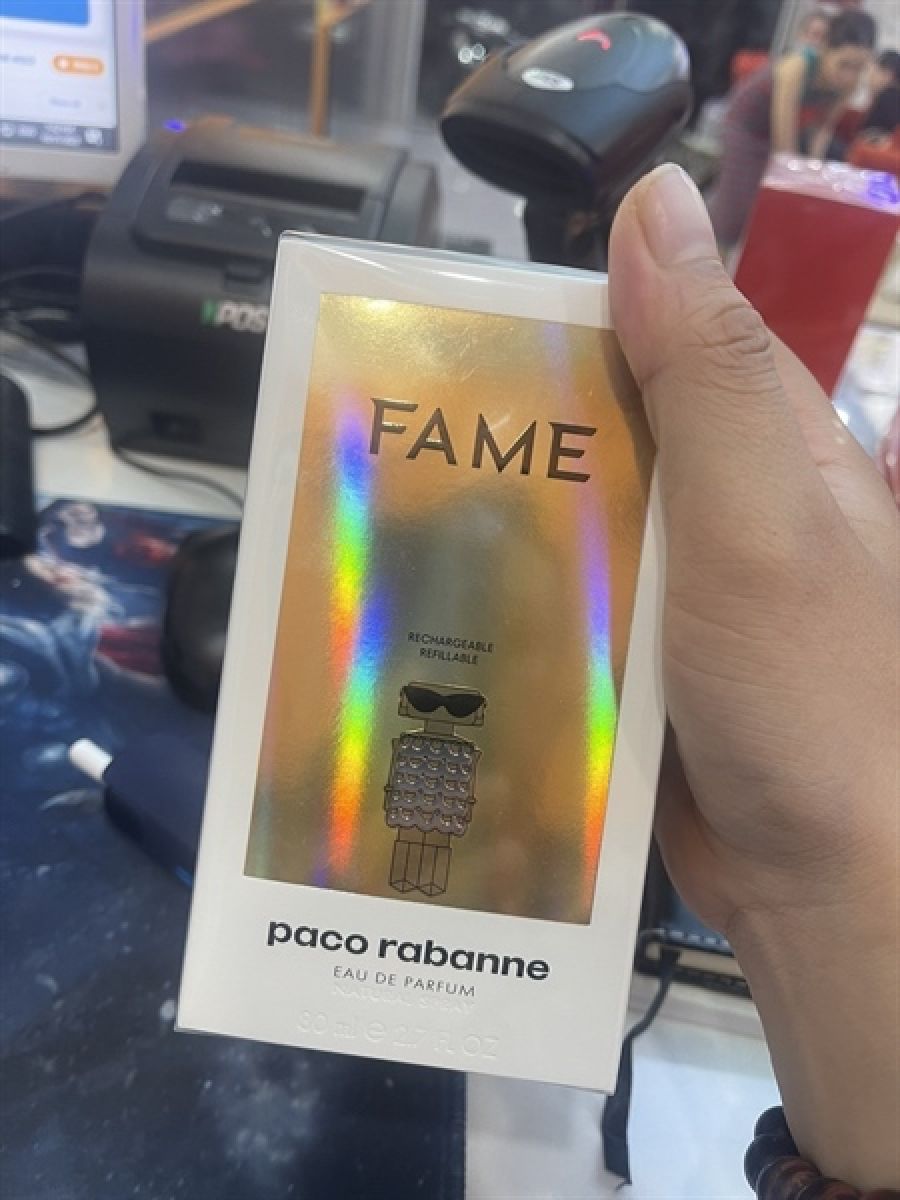 POS
FAME
RECHARGEABLE
REFILLABLE
paco rabanne
EAU DE PARFUM
NATURAL SPRAY
80 ml e 2.7 fl. oz